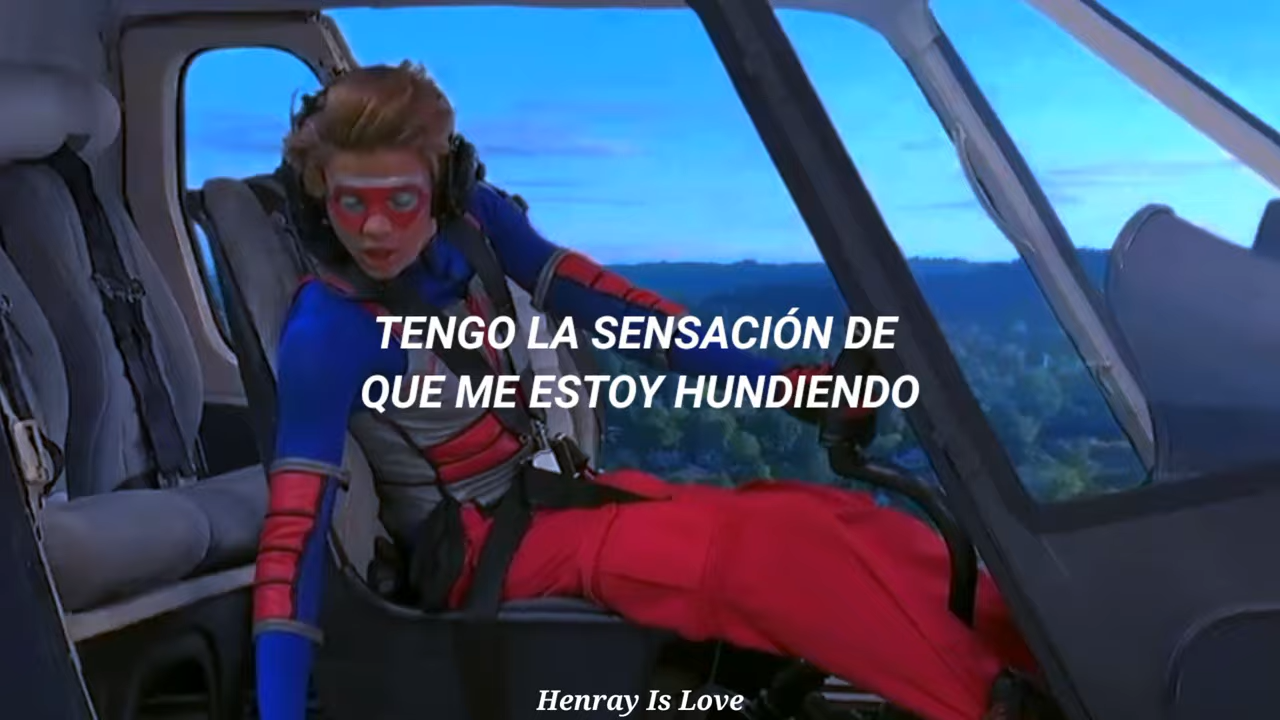 TENGO LA SENSACIÓN DE
QUE ME ESTOY HUNDIENDO
Henray Is Love